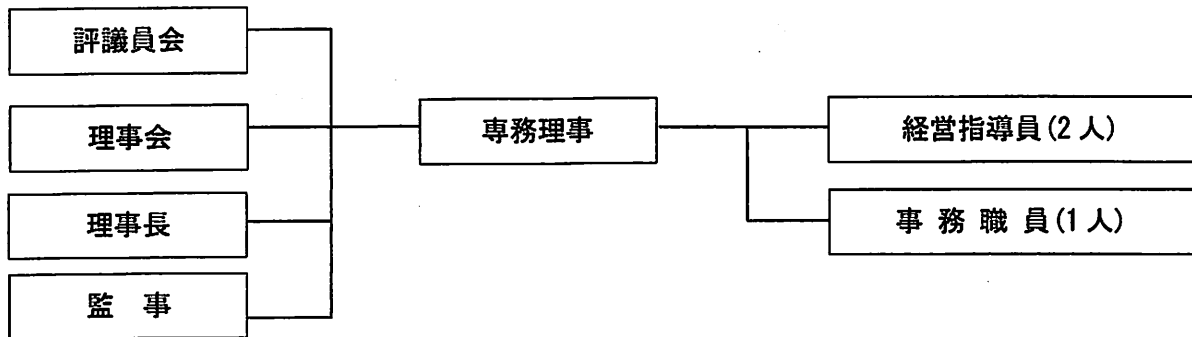 評議員会
理事会
理事長
監　事
専務理事
経営指導員(2人)
事 務 職 員(1人)